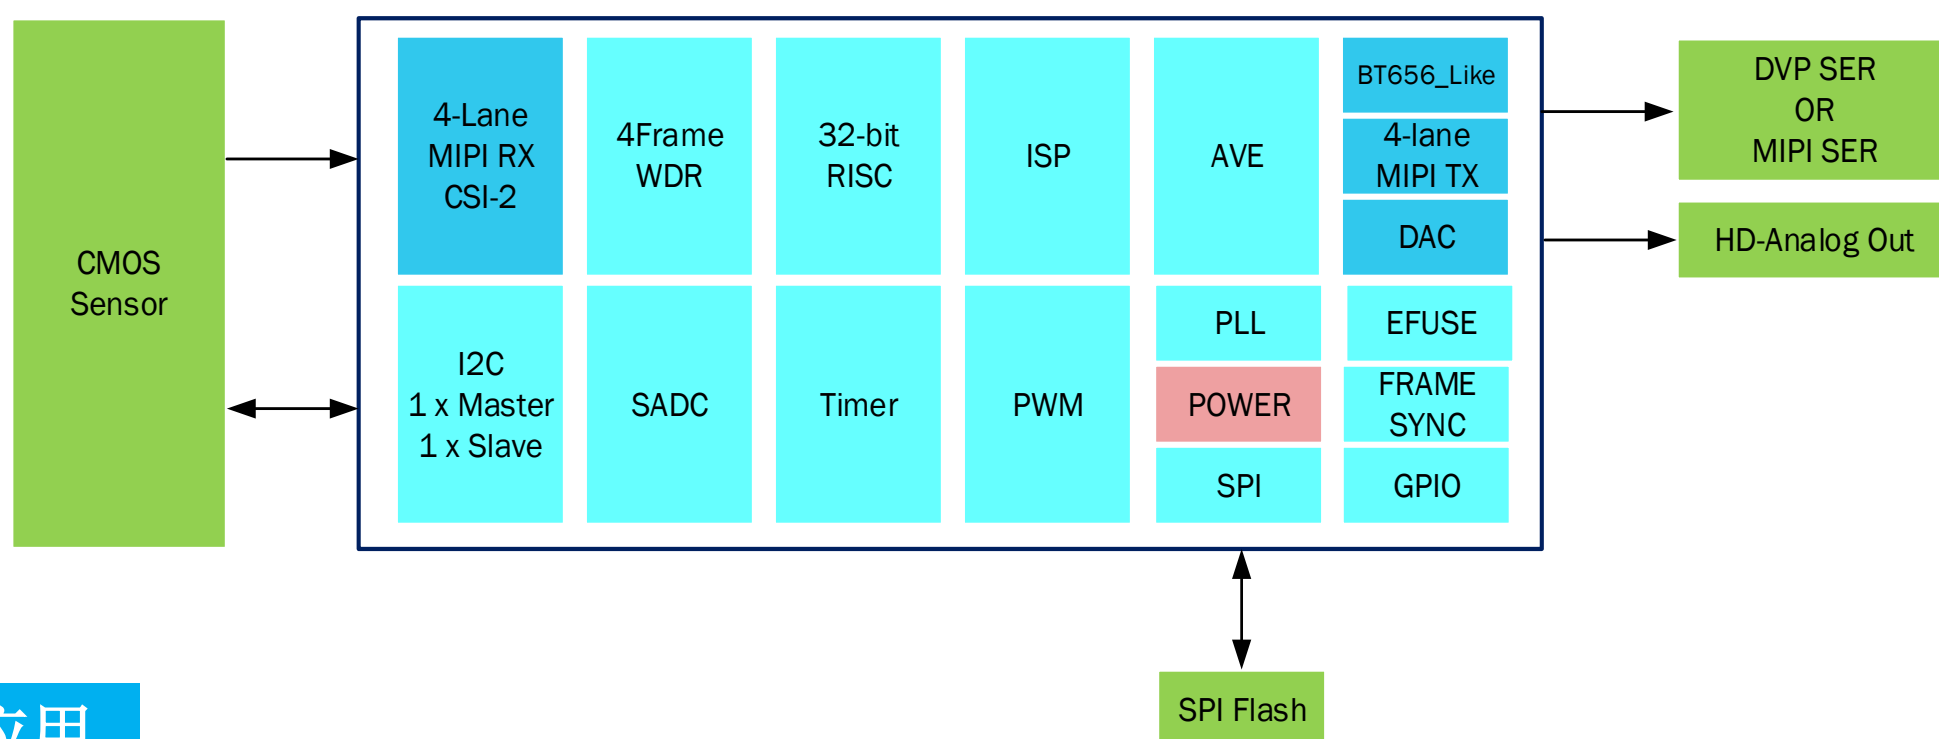 CMOS
Sensor
4-Lane
MIPI RX
CSI-2
4Frame
WDR
32-bit
RISC
ISP
AVE
BT656_Like
4-lane
MIPI TX
DAC
I2C
1 x Master
1 x Slave
SADC
Timer
PWM
PLL
POWER
SPI
EFUSE
FRAME
SYNC
GPIO
DVP SER
OR
MIPI SER
HD-Analog Out
SPI Flash
应用